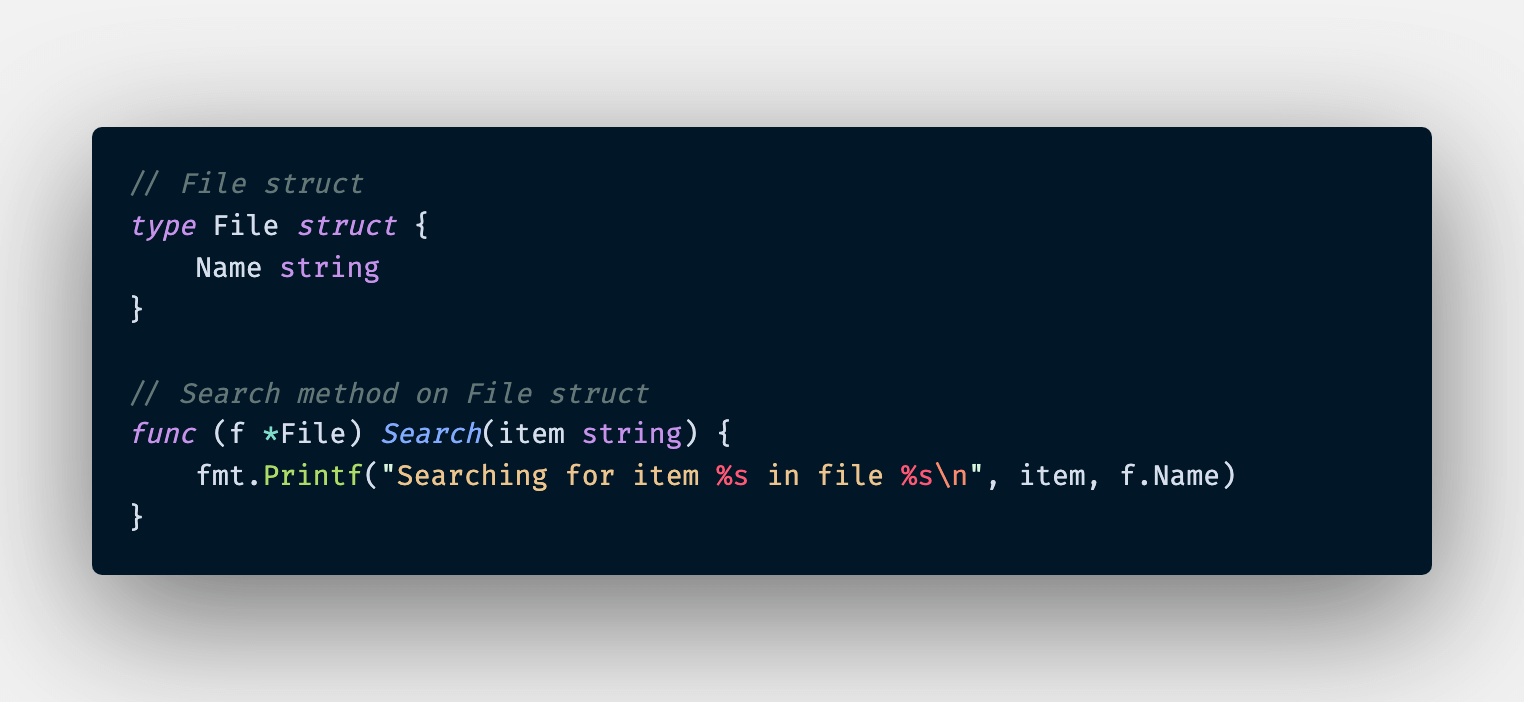 // File struct
type File struct {
    Name string
}

// Search method on File struct
func (f *File) Search(item string) {
    fmt.Printf("Searching for item %s in file %s\n", item, f.Name)
}